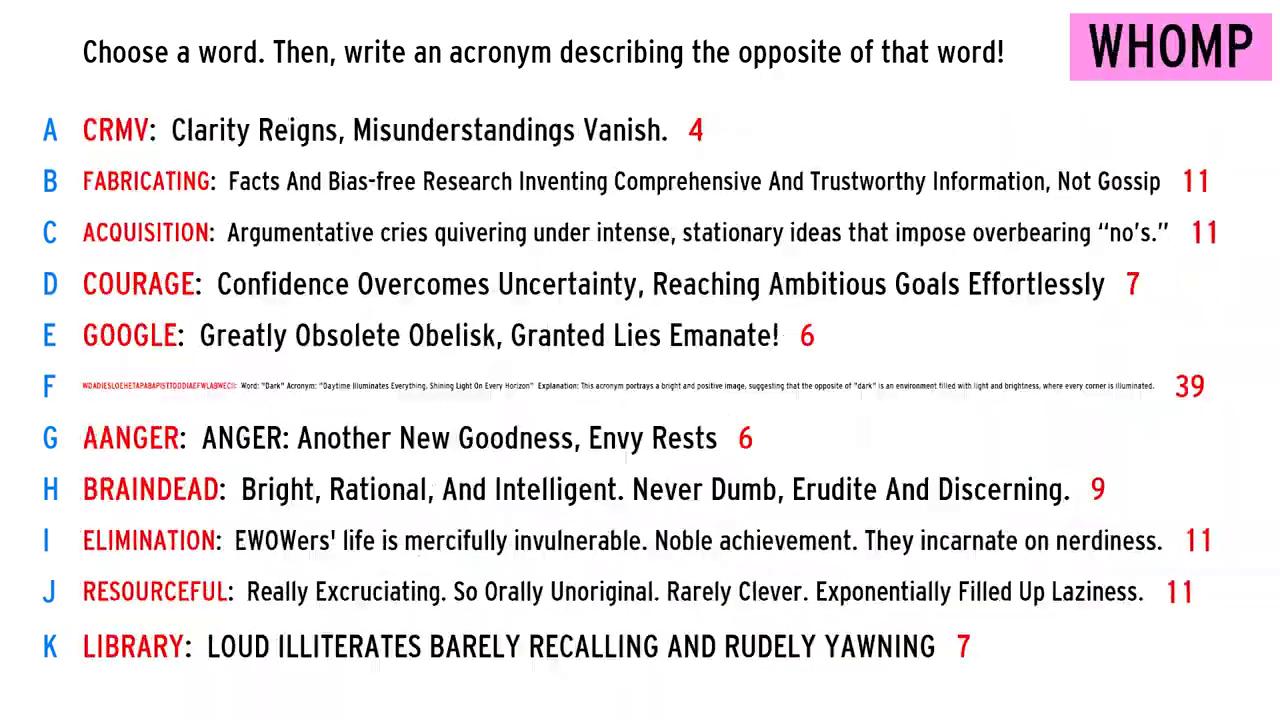 Choose a word. Then, write an acronym describing the opposite of that word!
WHOMP
A CRMV: Clarity Reigns, Misunderstandings Vanish. 4
B FABRICATING: Facts And Bias-free Research Inventing Comprehensive And Trustworthy Information, Not Gossip 11
C ACQUISITION: Argumentative cries quivering under intense, stationary ideas that impose overbearing “no’s.” 11
D COURAGE: Confidence Overcomes Uncertainty, Reaching Ambitious Goals Effortlessly 7
E GOOGLE: Greatly Obsolete Obelisk, Granted Lies Emanate! 6
F Word: "Dark" Acronym: "Daytime Illuminates Everything, Shining Light On Every Horizon" Explanation: This acronym portrays a bright and positive image, suggesting that the opposite of "dark" is an environment filled with light and brightness, where every corner is illuminated. 39
G AANGER: ANGER: Another New Goodness, Envy Rests 6
H BRAINDEAD: Bright, Rational, And Intelligent. Never Dumb, Erudite And Discerning. 9
I ELIMINATION: EWOWers' life is mercifully invulnerable. Noble achievement. They incarnate on nerdiness. 11
J RESOURCEFUL: Really Excruciating. So Orally Unoriginal. Rarely Clever. Exponentially Filled Up Laziness. 11
K LIBRARY: LOUD ILLITERATES BARELY RECALLING AND RUDELY YAWNING 7